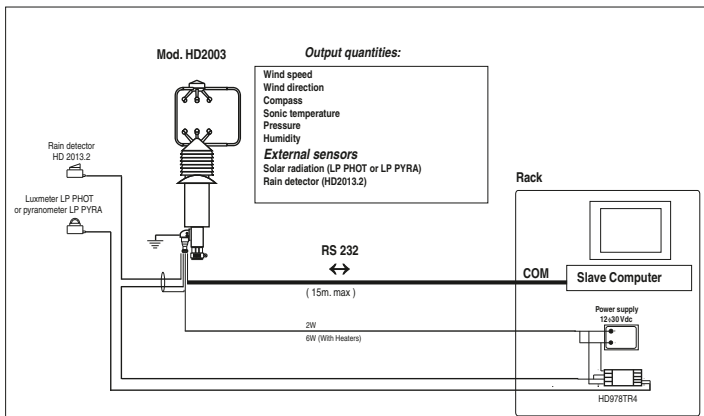 Mod. HD2003
Output quantities:
Wind speed
Wind direction
Compass
Sonic temperature
Pressure
Humidity
External sensors
Solar radiation (LP PHOT or LP PYRA)
Rain detector (HD2013.2)
Rain detector
HD 2013.2
Luxmeter LP PHOT
or pyranometer LP PYRA
Rack
RS 232
( 15m. max )
COM
Slave Computer
Power supply
12÷30Vdc
2W
6W (With Heaters)
HD978TR4